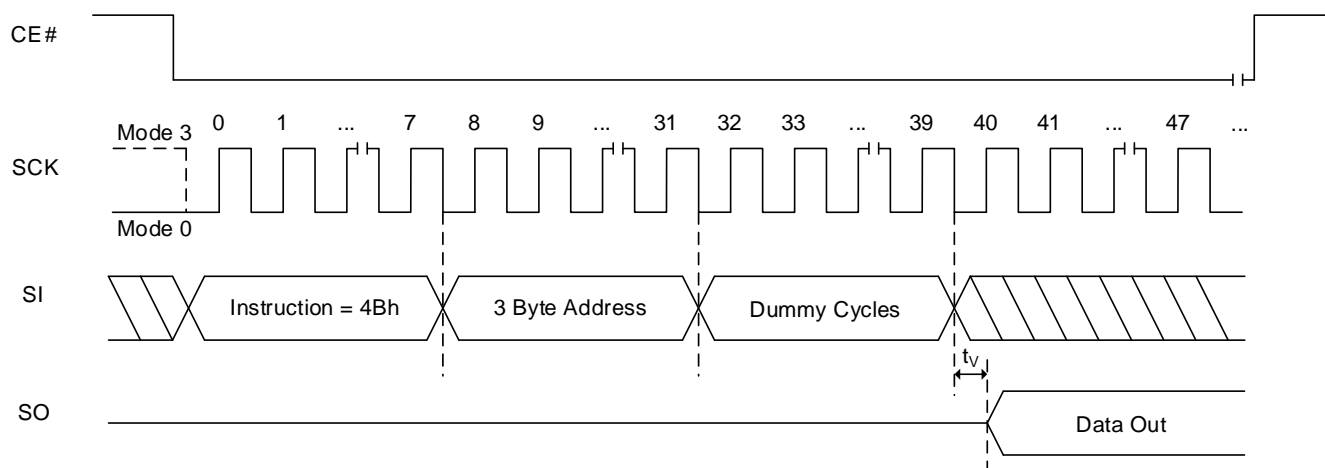 CE#
Mode 3
0 1 ... 7 8 9 ... 31 32 33 ... 39 40 41 ... 47 ...
SCK
Mode 0
SI
Instruction = 4Bh
3 Byte Address
Dummy Cycles
tV
SO
Data Out